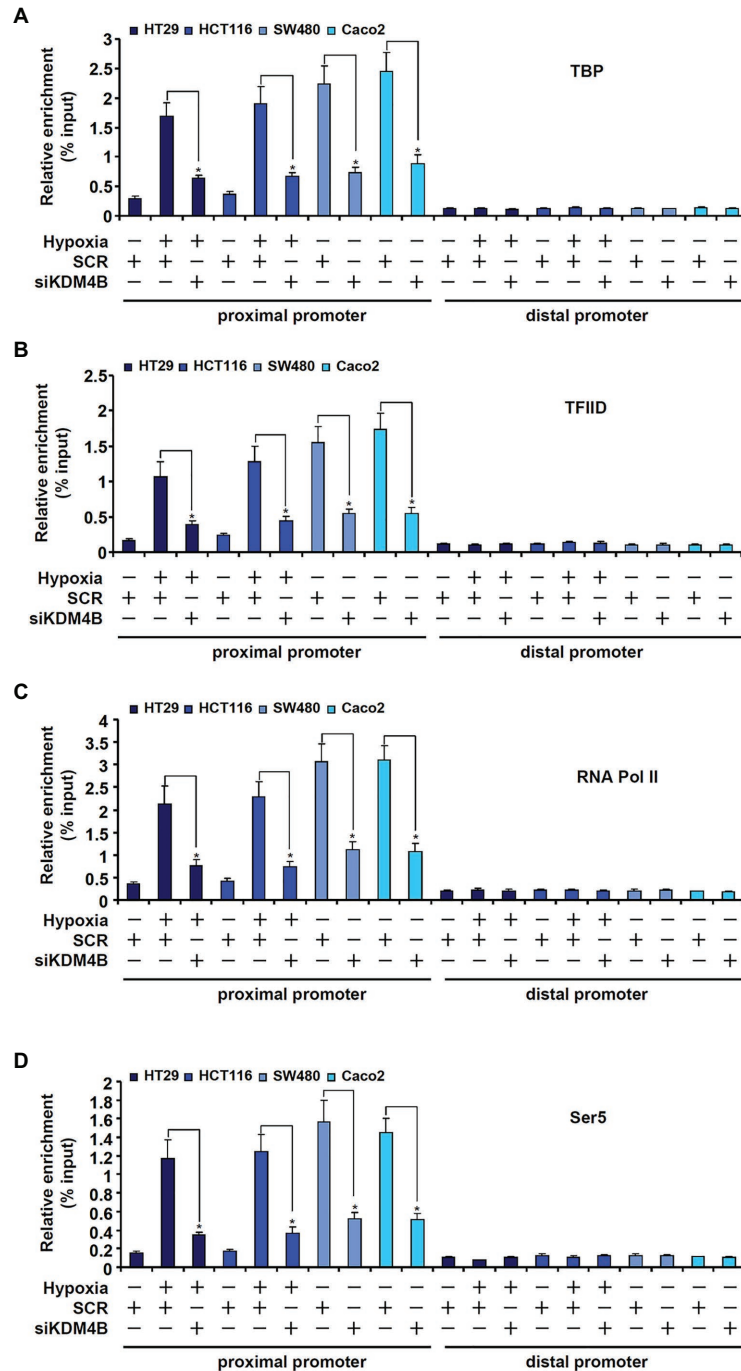 A
HT29 HCT116 SW480 Caco2
Relative enrichment
(% input)
3
2.5
2
1.5
1
0.5
0
TBP
Hypoxia − + + − + + − − − − − + + − + + − − − −
SCR + + − + + − + − + − + + − + + − + − + −
siKDM4B − − + − − + − + − + − − + − − + − + − +
* * * *
proximal promoter distal promoter
B
HT29 HCT116 SW480 Caco2
Relative enrichment
(% input)
2.5
2
1.5
1
0.5
0
TFIID
* * * *
Hypoxia − + + − + + − − − − − + + − + + − − − −
SCR + + − + + − + − + − + + − + + − + − + −
siKDM4B − − + − − + − + − + − − + − − + − + − +
proximal promoter distal promoter
C
HT29 HCT116 SW480 Caco2
Relative enrichment
(% input)
4
3.5
3
2.5
2
1.5
1
0.5
0
RNA Pol II
* * * *
Hypoxia − + + − + + − − − − − + + − + + − − − −
SCR + + − + + − + − + − + + − + + − + − + −
siKDM4B − − + − − + − + − + − − + − − + − + − +
proximal promoter distal promoter
D
HT29 HCT116 SW480 Caco2
Relative enrichment
(% input)
2
1.8
1.6
1.4
1.2
1
0.8
0.6
0.4
0.2
0
Ser5
* * * *
Hypoxia − + + − + + − − − − − + + − + + − − − −
SCR + + − + + − + − + − + + − + + − + − + −
siKDM4B − − + − − + − + − + − − + − − + − + − +
proximal promoter distal promoter